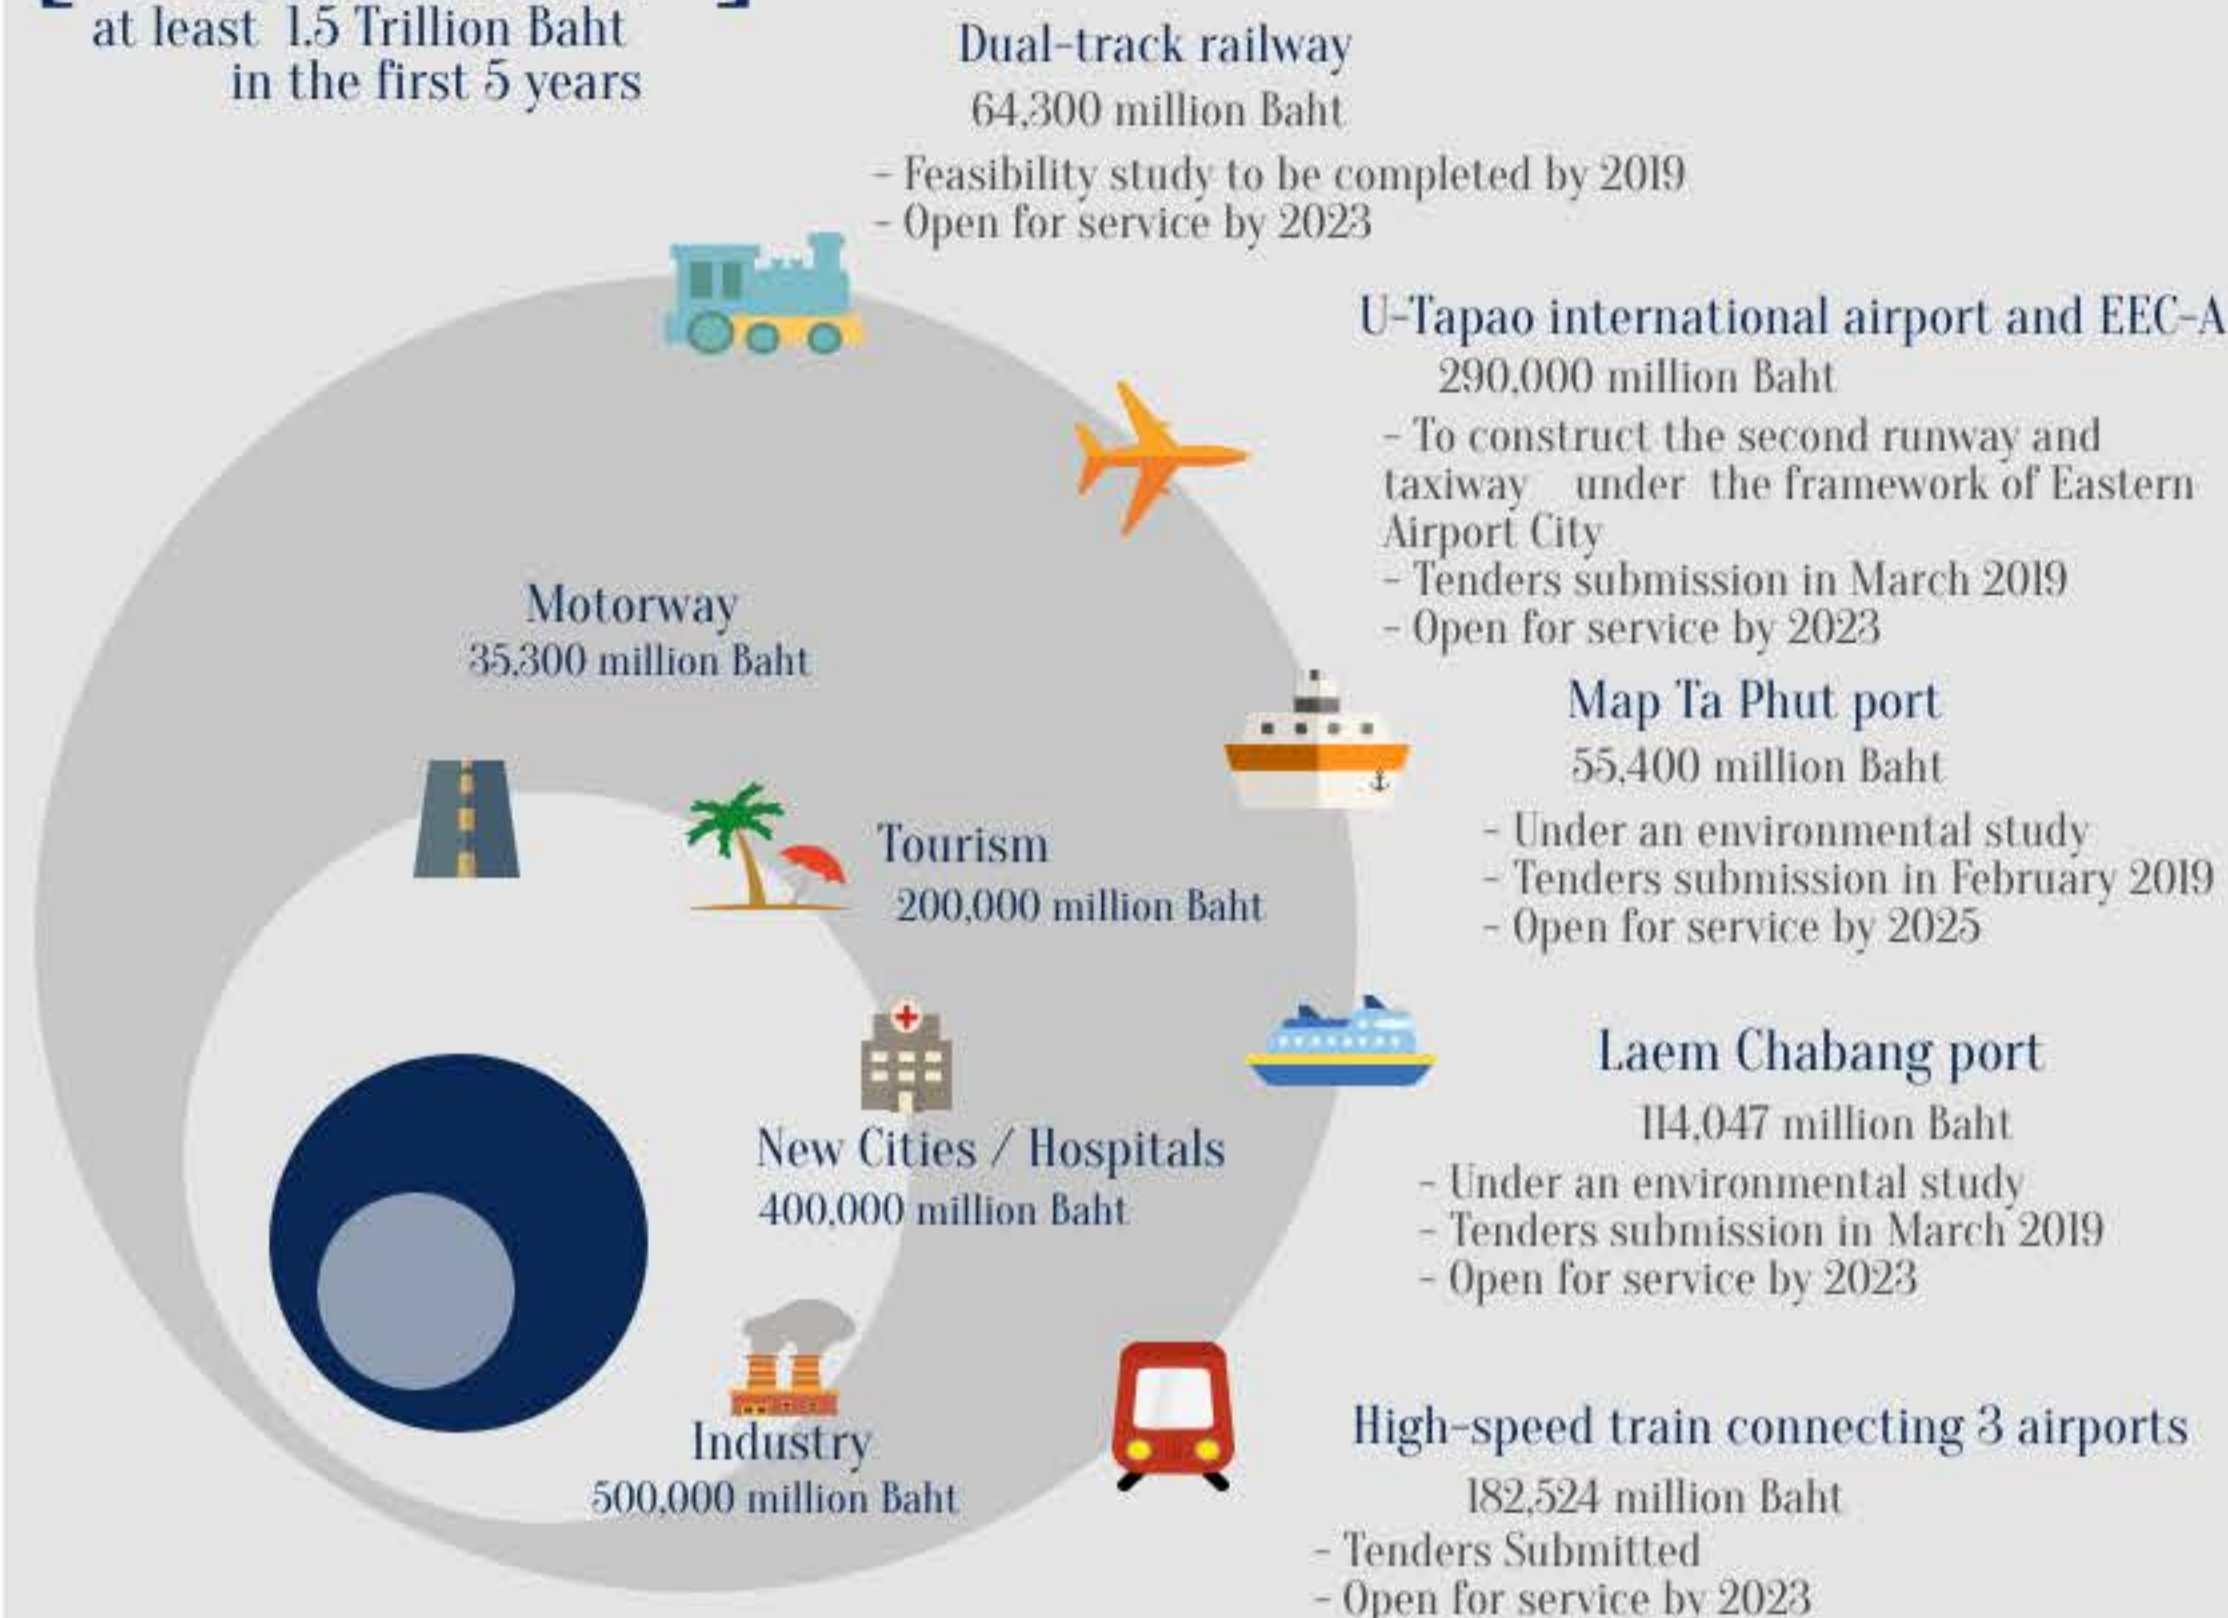 at least 1.5 Trillion Baht
in the first 5 years
Dual-track railway
64,300 million Baht
- Feasibility study to be completed by 2019
- Open for service by 2023
U-Tapao international airport and EEC-A
290,000 million Baht
- To construct the second runway and
taxiway under the framework of Eastern
Airport City
- Tenders submission in March 2019
- Open for service by 2023
Motorway
35,300 million Baht
Map Ta Phut port
55,400 million Baht
- Under an environmental study
- Tenders submission in February 2019
- Open for service by 2025
Tourism
200,000 million Baht
Laem Chabang port
114,047 million Baht
- Under an environmental study
- Tenders submission in March 2019
- Open for service by 2023
New Cities / Hospitals
400,000 million Baht
Industry
500,000 million Baht
High-speed train connecting 3 airports
182,524 million Baht
- Tenders Submitted
- Open for service by 2023